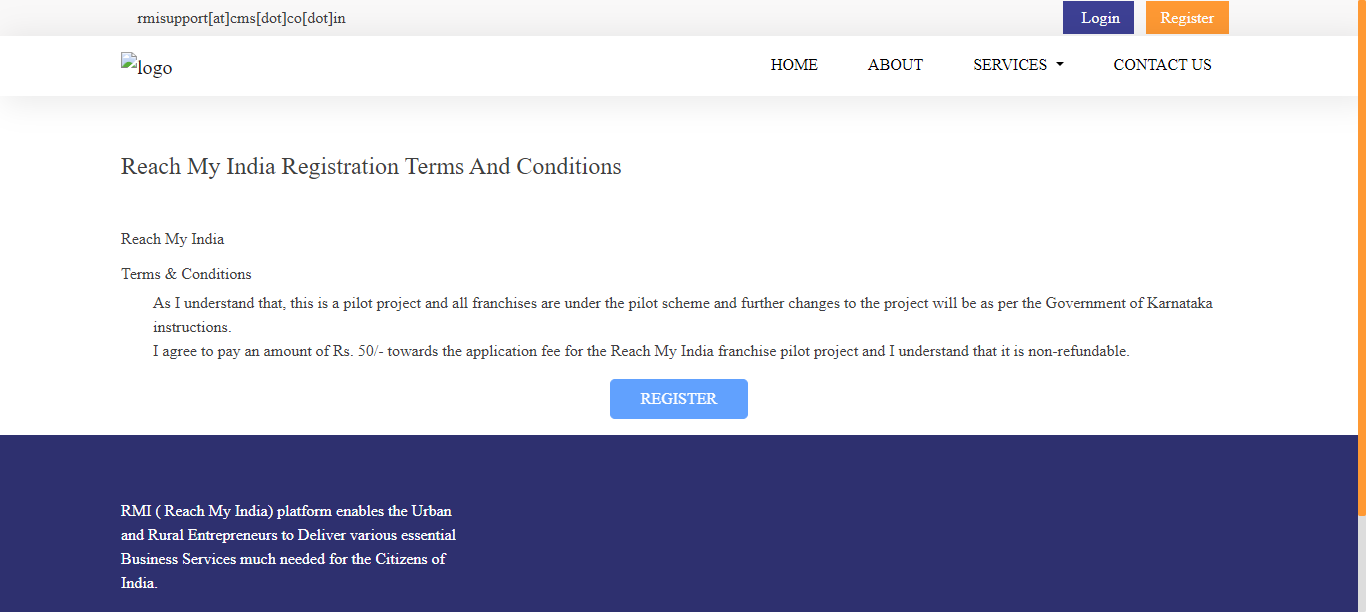 rmisupport[at]cms[dot]co[dot]in
Login
Register
logo
HOME
ABOUT
SERVICES
CONTACT US
Reach My India Registration Terms And Conditions
Reach My India
Terms & Conditions
As I understand that, this is a pilot project and all franchises are under the pilot scheme and further changes to the project will be as per the Government of Karnataka
instructions.
I agree to pay an amount of Rs. 50/- towards the application fee for the Reach My India franchise pilot project and I understand that it is non-refundable.
REGISTER
RMI ( Reach My India) platform enables the Urban
and Rural Entrepreneurs to Deliver various essential
Business Services much needed for the Citizens of
India.